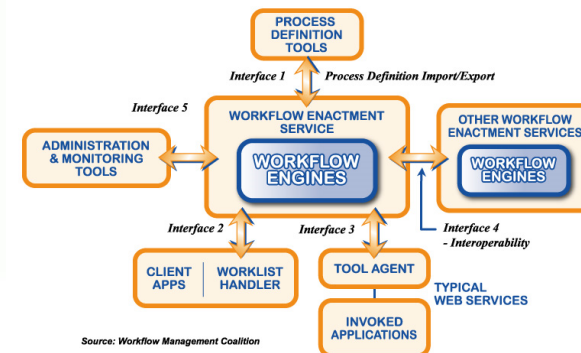 PROCESS
DEFINITION
TOOLS
Interface 1
Process Definition Import/Export
Interface 5
WORKFLOW ENACTMENT
SERVICE
WORKFLOW
ENGINES
OTHER WORKFLOW
ENACTMENT SERVICES
WORKFLOW
ENGINES
ADMINISTRATION
& MONITORING
TOOLS
Interface 2
Interface 3
Interface 4
- Interoperability
CLIENT
APPS
WORKLIST
HANDLER
TOOL AGENT
TYPICAL
WEB SERVICES
INVOKED
APPLICATIONS
Source: Workflow Management Coalition